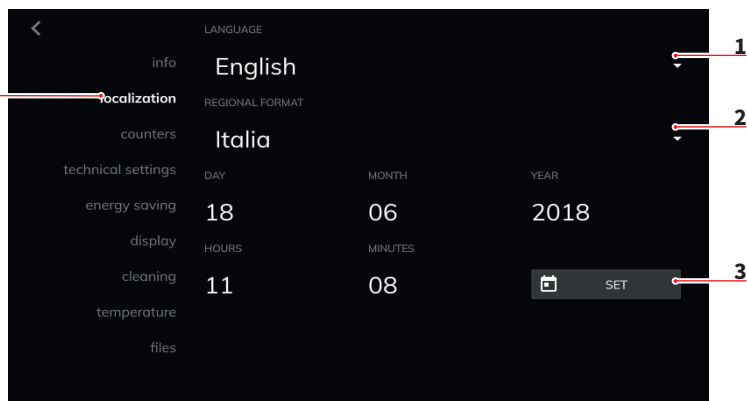 LANGUAGE
1
info
English
localization
REGIONAL FORMAT
2
counters
Italia
technical settings
DAY MONTH YEAR
energy saving
18 06 2018
display
HOURS MINUTES
cleaning
11 08
SET
3
temperature
files